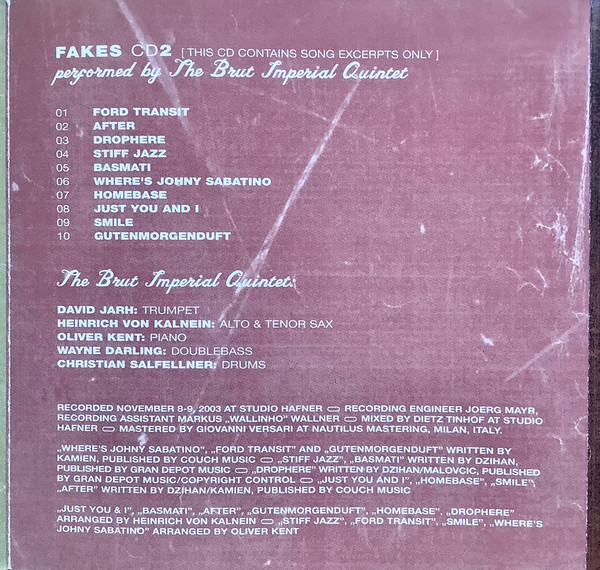 FAKES CD2 [ THIS CD CONTAINS SONG EXCERPTS ONLY ]
performed by The Brut Imperial Quintet
01 FORD TRANSIT
02 AFTER
03 DROPHERE
04 STIFF JAZZ
05 BASMATI
06 WHERE'S JOHNY SABATINO
07 HOMEBASE
08 JUST YOU AND I
09 SMILE
10 GUTENMORGENDUFT
The Brut Imperial Quintet:
DAVID JARH: TRUMPET
HEINRICH VON KALNEIN: ALTO & TENOR SAX
OLIVER KENT: PIANO
WAYNE DARLING: DOUBLEBASS
CHRISTIAN SALFELLNER: DRUMS
RECORDED NOVEMBER 8-9, 2003 AT STUDIO HAFNER RECORDING ENGINEER JOERG MAYR,
RECORDING ASSISTANT MARKUS „WALLINHO" WALLNER MIXED BY DIETZ TINHOF AT STUDIO
HAFNER MASTERED BY GIOVANNI VERSARI AT NAUTILUS MASTERING, MILAN, ITALY.
„WHERE'S JOHNY SABATINO", „FORD TRANSIT" AND „GUTENMORGENDUFT" WRITTEN BY
KAMIEN, PUBLISHED BY COUCH MUSIC „STIFF JAZZ", „BASMATI" WRITTEN BY DZIHAN,
PUBLISHED BY GRAN DEPOT MUSIC „DROPHERE" WRITTEN BY DZIHAN/MALOVCIC, PUBLISHED
BY GRAN DEPOT MUSIC/COPYRIGHT CONTROL „JUST YOU AND I", „HOMEBASE", „SMILE",
„AFTER" WRITTEN BY DZIHAN/KAMIEN, PUBLISHED BY COUCH MUSIC
„JUST YOU & I", „BASMATI", „AFTER", „GUTENMORGENDUFT", „HOMEBASE", „DROPHERE"
ARRANGED BY HEINRICH VON KALNEIN „STIFF JAZZ", „FORD TRANSIT", „SMILE", „WHERE'S
JOHNY SABATINO" ARRANGED BY OLIVER KENT